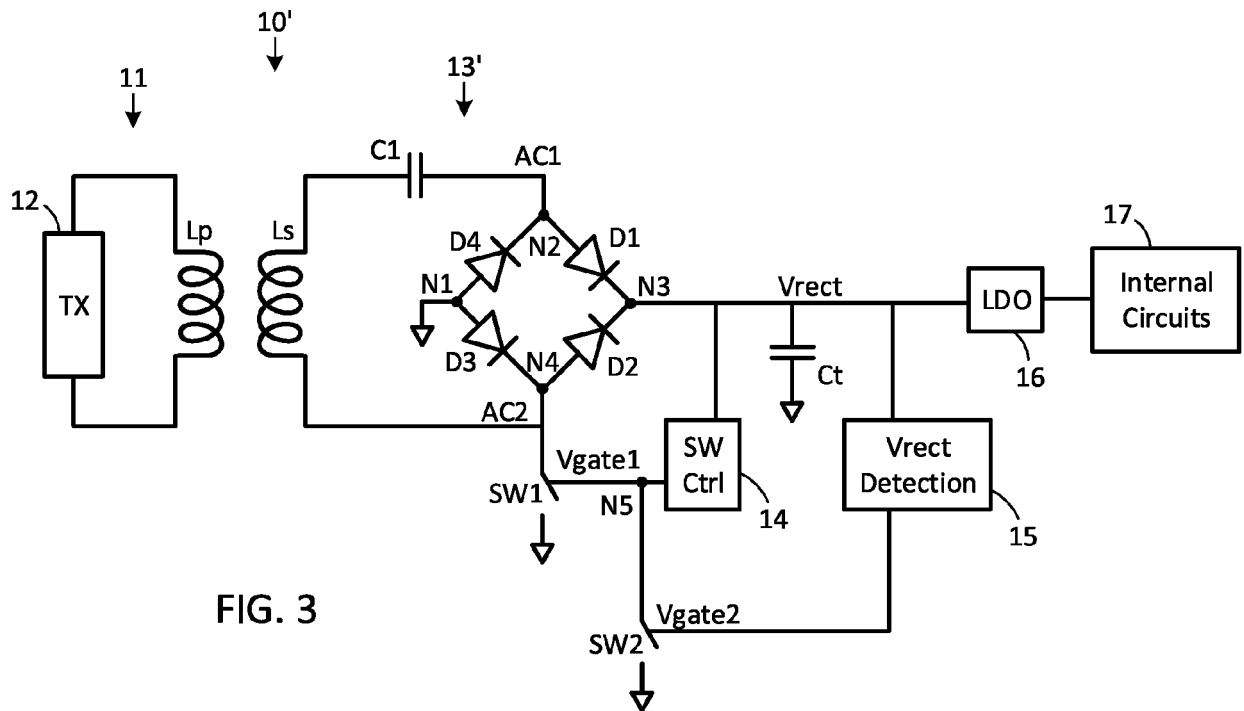 10'
11
13'
C1
AC1
12
Lp
Ls
D4
N2
D1
17
N1
N3
Vrect
TX
LDO
Internal
Circuits
D3
N4
D2
Ct
16
AC2
Vgate1
SW
Ctrl
Vrect
Detection
SW1
N5
14
15
FIG. 3
Vgate2
SW2